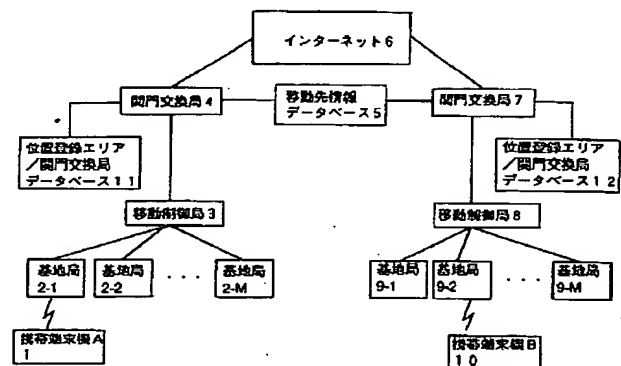 インターネット6
関門交換局4
移動先情報
データベース5
関門交換局7
位置登録エリア
/関門交換局
データベース11
位置登録エリア
/関門交換局
データベース12
移動制御局3
移動制御局8
基地局
2-1
基地局
2-2
・・・
基地局
2-M
基地局
9-1
基地局
9-2
・・・
基地局
9-M
携帯端末機A
1
携帯端末機B
10